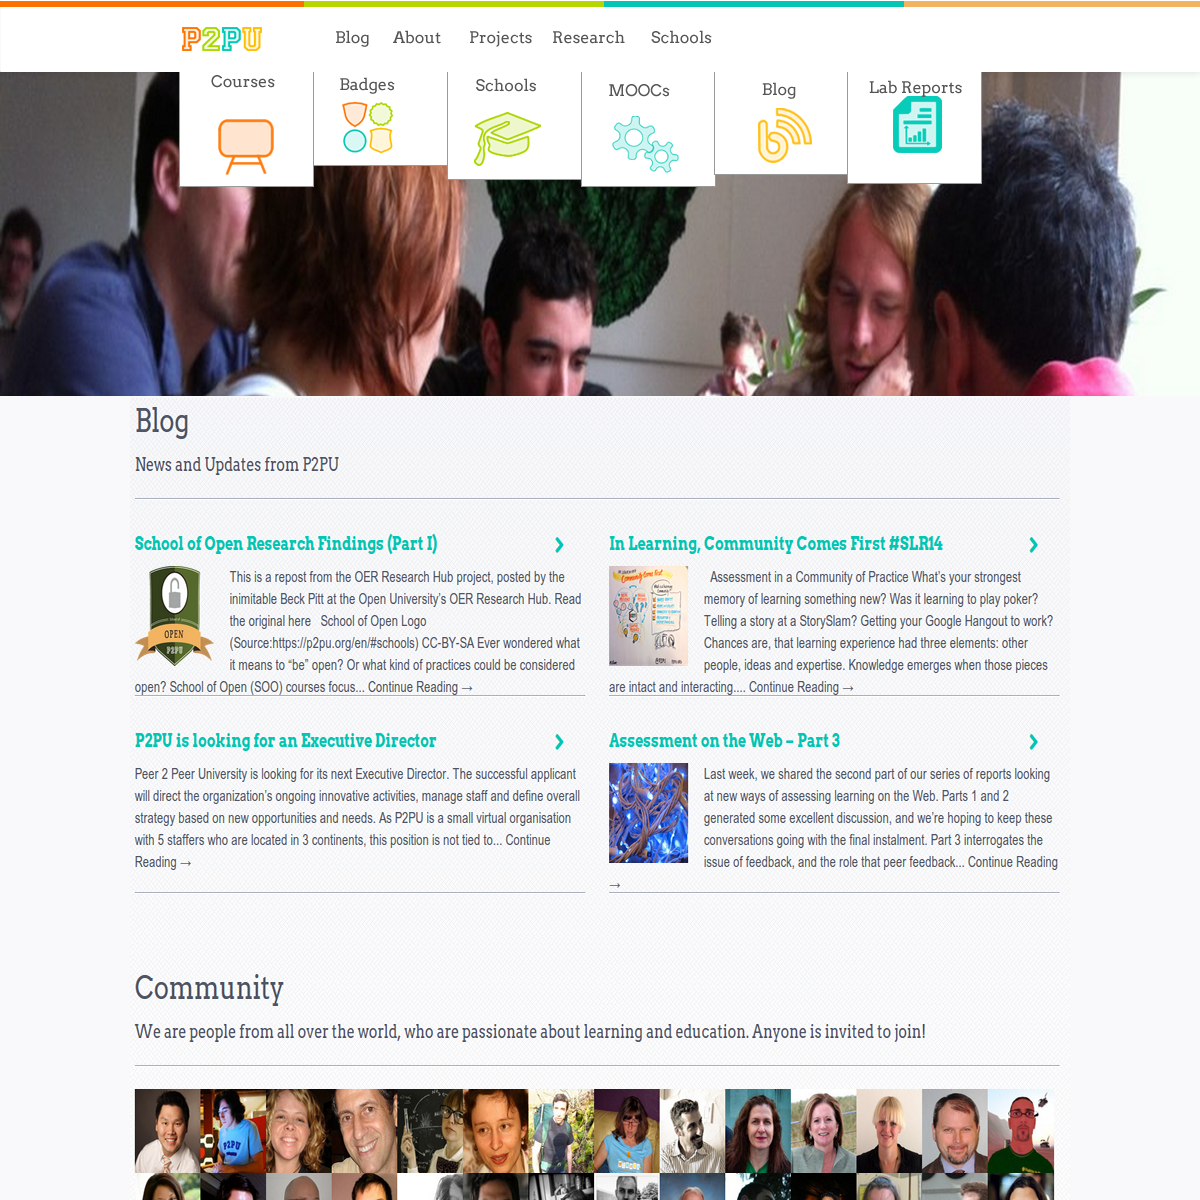 P2PU
Blog About Projects Research Schools
Courses
Badges
Schools
MOOCs
Blog
Lab Reports
Blog
News and Updates from P2PU
School of Open Research Findings (Part I)
This is a repost from the OER Research Hub project, posted by the
inimitable Beck Pitt at the Open University’s OER Research Hub. Read
the original here   School of Open Logo
(Source:https://p2pu.org/en/#schools) CC-BY-SA Ever wondered what
it means to “be” open? Or what kind of practices could be considered
open? School of Open (SOO) courses focus... Continue Reading →
OPEN
P2PU
In Learning, Community Comes First #SLR14
Assessment in a Community of Practice What’s your strongest
memory of learning something new? Was it learning to play poker?
Telling a story at a StorySlam? Getting your Google Hangout to work?
Chances are, that learning experience had three elements: other
people, ideas and expertise. Knowledge emerges when those pieces
are intact and interacting.... Continue Reading →
Community Comes First
P2PU is looking for an Executive Director
Peer 2 Peer University is looking for its next Executive Director. The successful applicant
will direct the organization’s ongoing innovative activities, manage staff and define overall
strategy based on new opportunities and needs. As P2PU is a small virtual organisation
with 5 staffers who are located in 3 continents, this position is not tied to... Continue
Reading →
Assessment on the Web – Part 3
Last week, we shared the second part of our series of reports looking
at new ways of assessing learning on the Web. Parts 1 and 2
generated some excellent discussion, and we’re hoping to keep these
conversations going with the final instalment. Part 3 interrogates the
issue of feedback, and the role that peer feedback... Continue Reading
→
Community
We are people from all over the world, who are passionate about learning and education. Anyone is invited to join!
P2PU